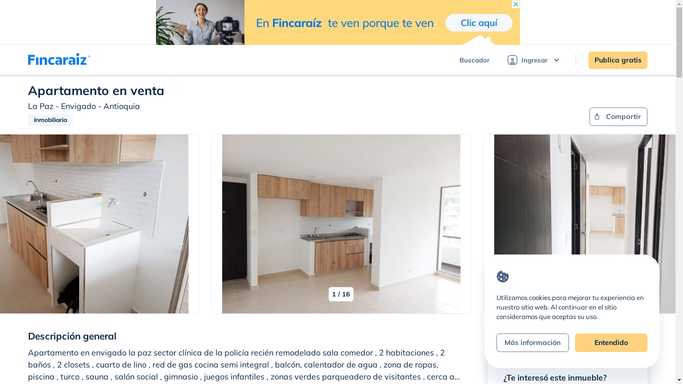 En Fincaraíz te ven porque te ven
Clic aquí
Fincaraíz
Buscador
Ingresar
Publica gratis
Apartamento en venta
La Paz - Envigado - Antioquia
Inmobiliaria
Compartir
1 / 16
Utilizamos cookies para mejorar tu experiencia en
nuestro sitio web. Al continuar en el sitio
consideramos que aceptas su uso.
Más información
Entendido
Descripción general
Apartamento en envigado la paz sector clínica de la policía recién remodelado sala comedor , 2 habitaciones , 2
baños , 2 closets , cuarto de lino , red de gas cocina semi integral , balcón, calentador de agua , zona de ropas,
piscina , turco , sauna , salón social , gimnasio , juegos infantiles , zonas verdes parqueadero de visitantes , cerca a...
¿Te interesó este inmueble?